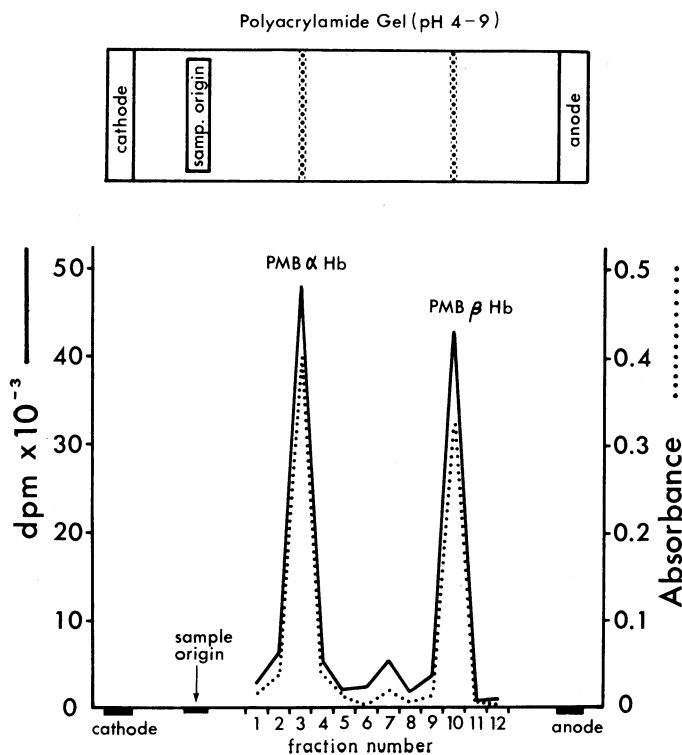 Polyacrylamide Gel (pH 4-9)
cathode
samp. origin
anode
PMB α Hb
PMB β Hb
50
40
30
20
10
0
dpm x10⁻³
0.5
0.4
0.3
0.2
0.1
0
Absorbance
sample
origin
cathode
1 2 3 4 5 6 7 8 9 10 11 12
anode
fraction number